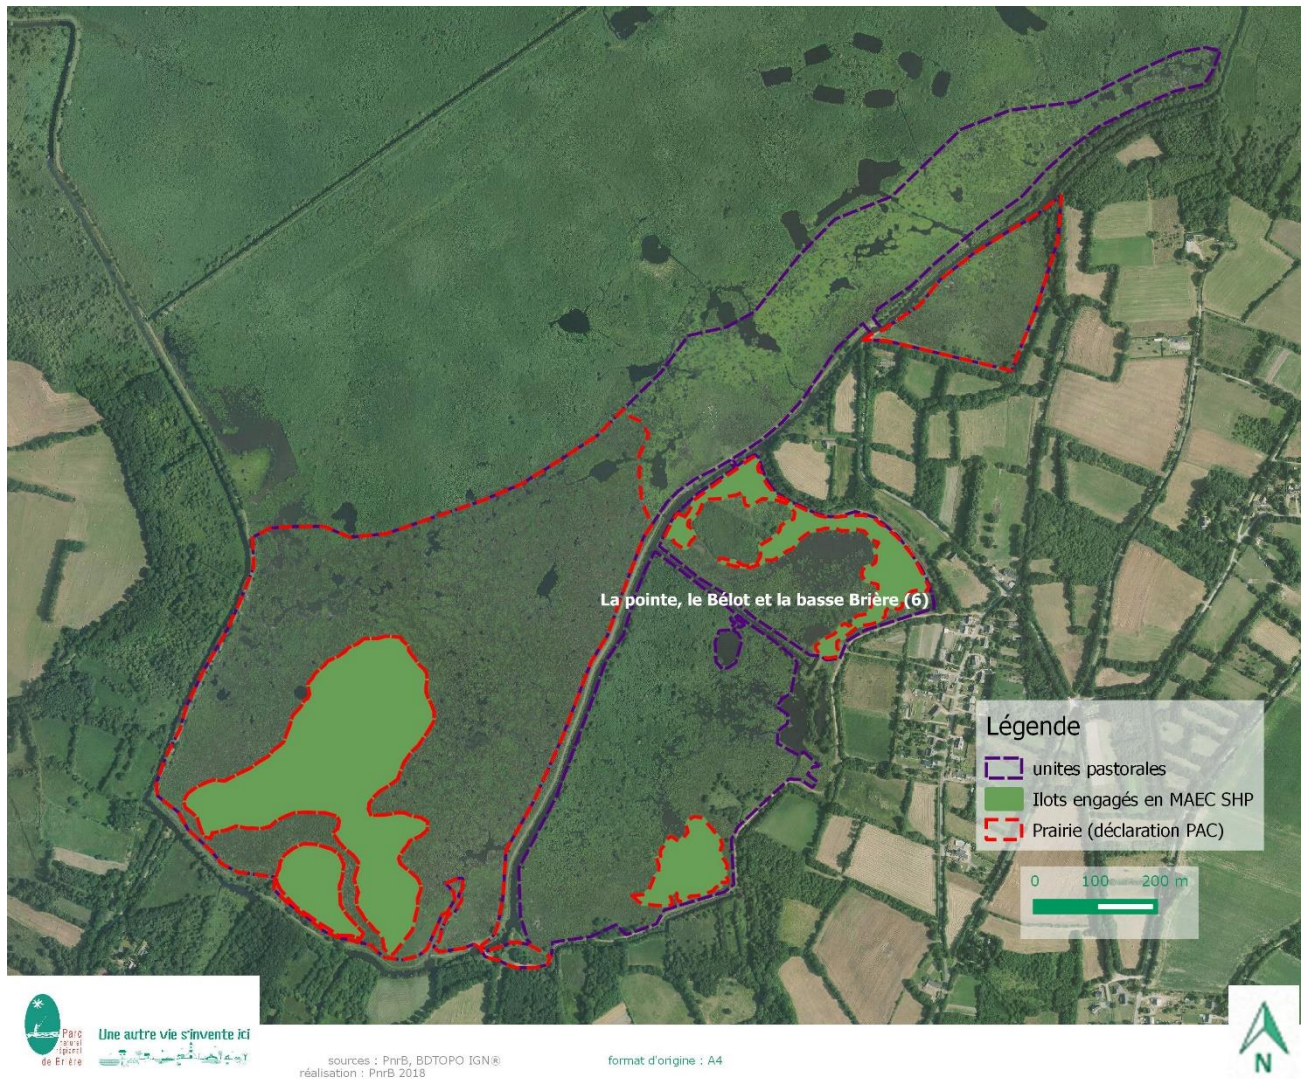 La pointe, le Bélot et la basse Brière (6)
Légende
unites pastorales
Ilots engagés en MAEC SHP
Prairie (déclaration PAC)
0 100 200 m
Parc
naturel
régional
de Brière
Une autre vie s'invente ici
sources : PnrB, BDTOPO IGN®
réalisation : PnrB 2018
format d'origine : A4
N